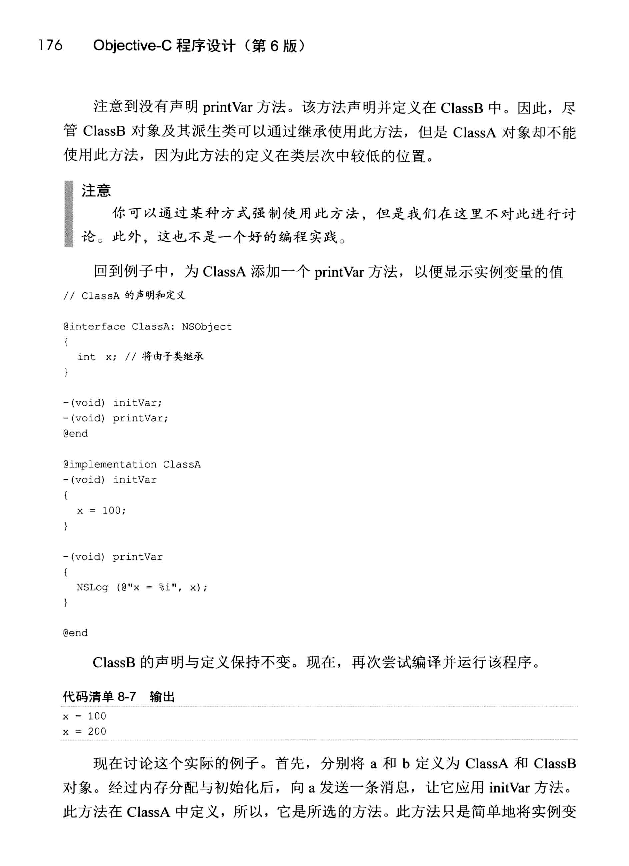 176 Objective-C 程序设计（第 6 版）
注意到没有声明 printVar 方法。该方法声明并定义在 ClassB 中。因此，尽
管 ClassB 对象及其派生类可以通过继承使用此方法，但是 ClassA 对象却不能
使用此方法，因为此方法的定义在类层次中较低的位置。
注意
你可以通过某种方式强制使用此方法，但是我们在这里不对此进行讨
论。此外，这也不是一个好的编程实践。
回到例子中，为 ClassA 添加一个 printVar 方法，以便显示实例变量的值
// ClassA 的声明和定义
@interface ClassA: NSObject
{
int x; // 将由子类继承
}
-(void) initVar;
-(void) printVar;
@end
@implementation ClassA
-(void) initVar
{
x = 100;
}
-(void) printVar
{
NSLog (@"x = %i", x);
}
@end
ClassB 的声明与定义保持不变。现在，再次尝试编译并运行该程序。
代码清单 8-7 输出
x = 100
x = 200
现在讨论这个实际的例子。首先，分别将 a 和 b 定义为 ClassA 和 ClassB
对象。经过内存分配与初始化后，向 a 发送一条消息，让它应用 initVar 方法。
此方法在 ClassA 中定义，所以，它是所选的方法。此方法只是简单地将实例变